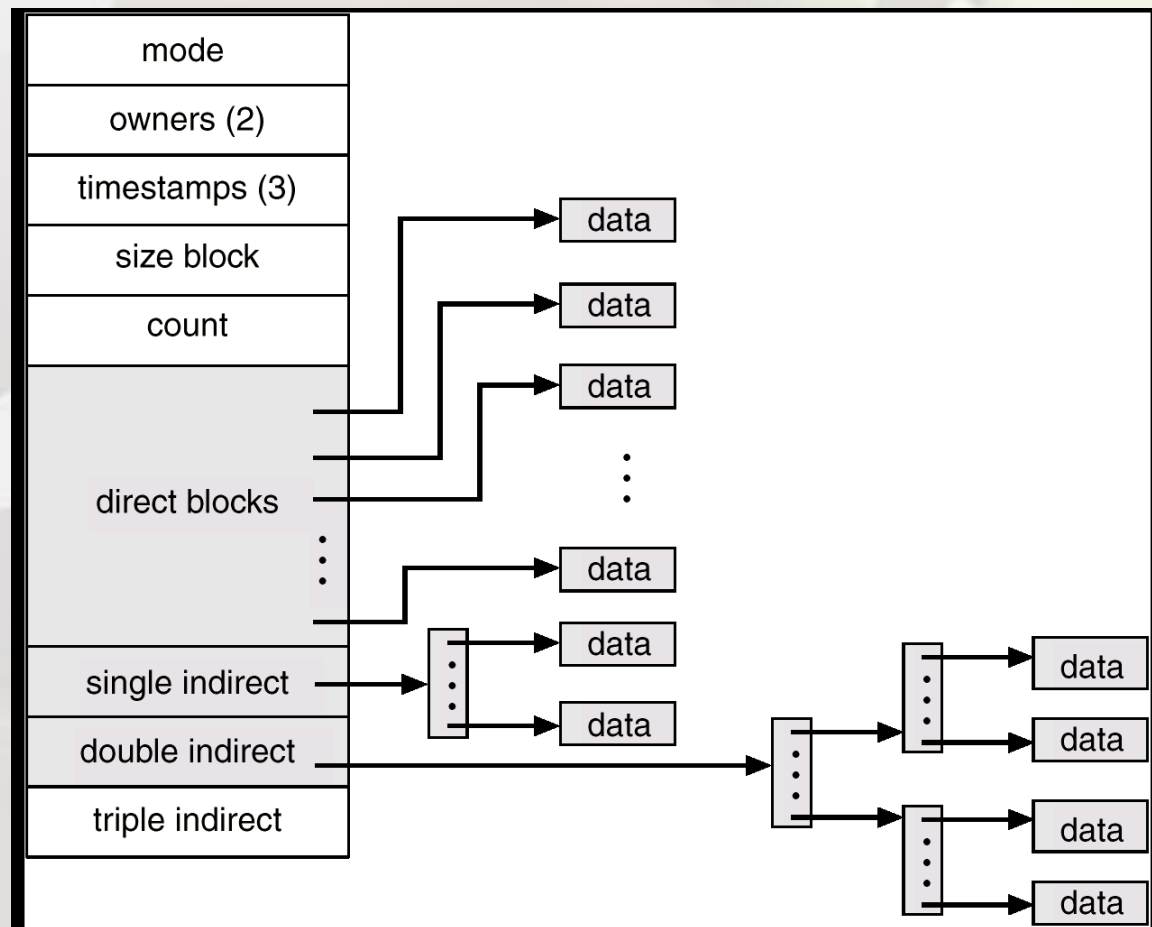 mode
owners (2)
timestamps (3)
size block
count
direct blocks
single indirect
double indirect
triple indirect
data
data
data
data
data
data
data
data
data
data